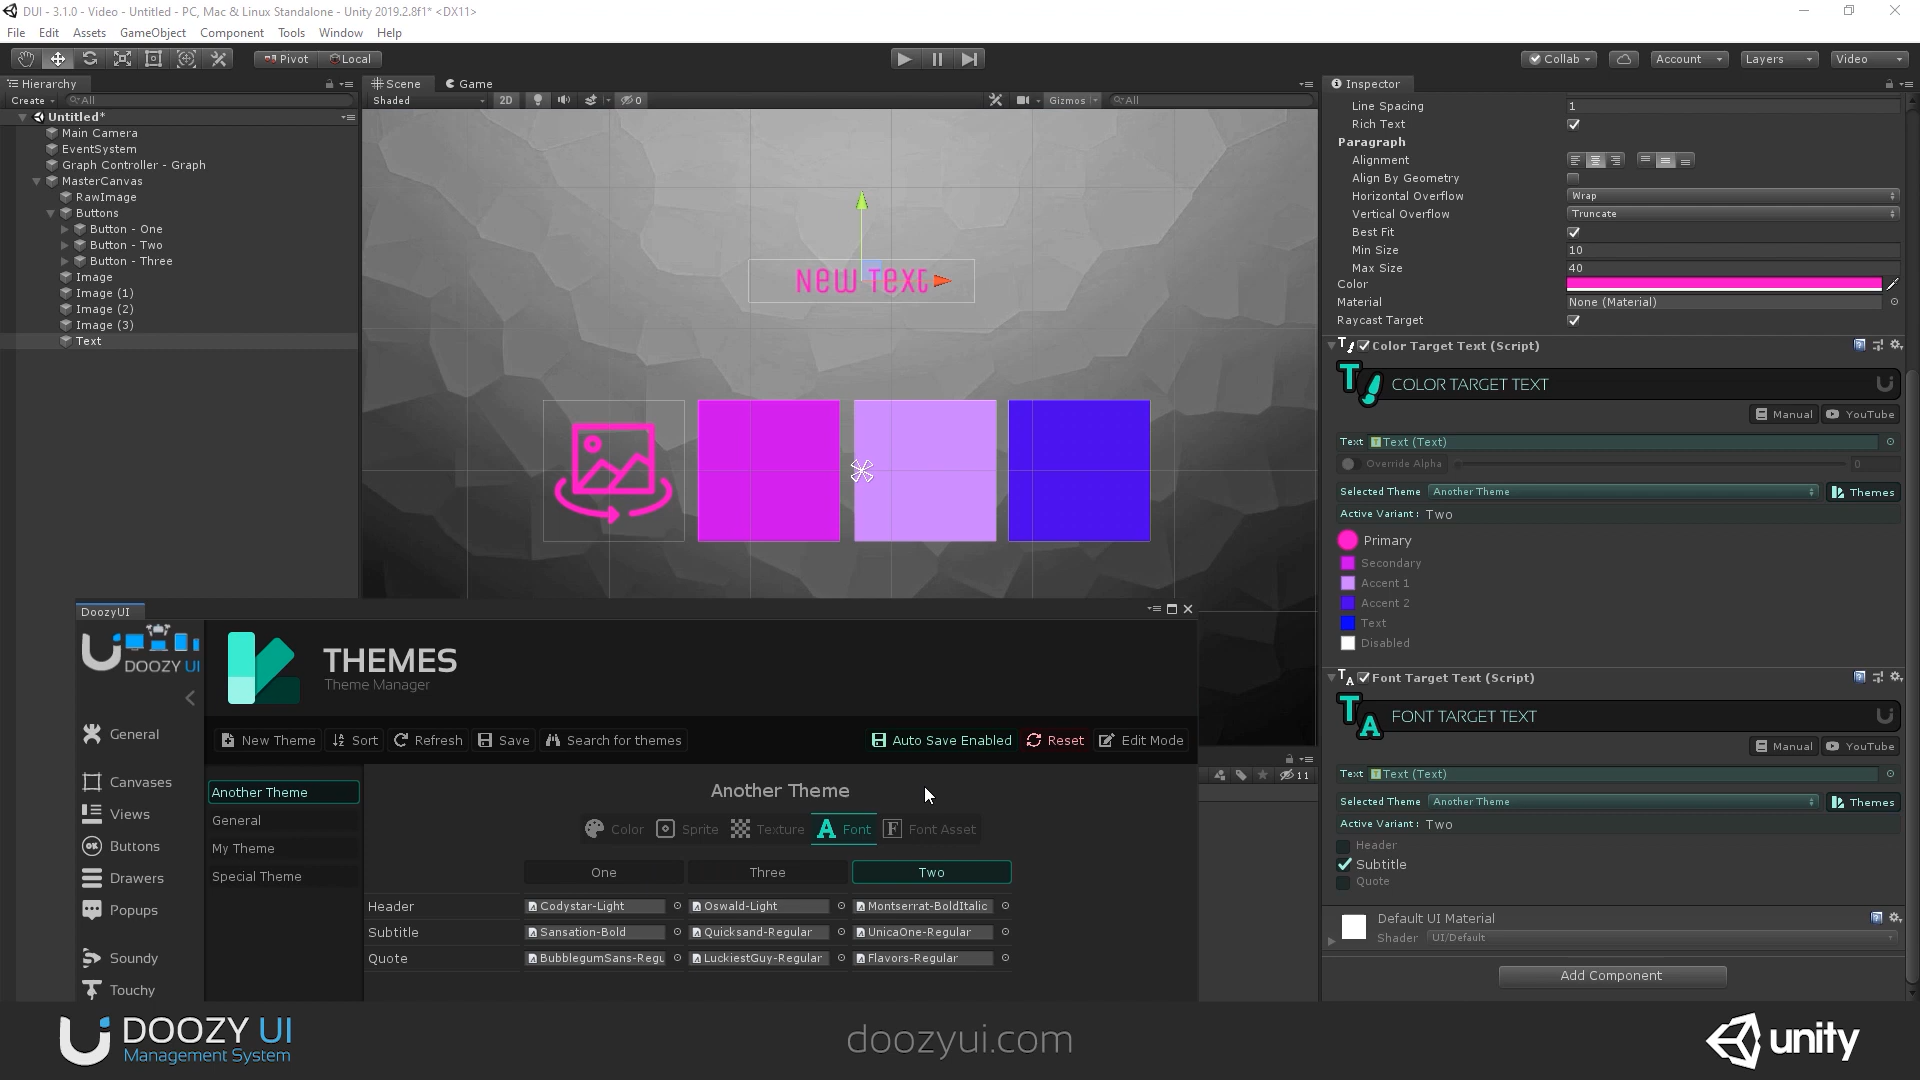 DUI - 3.1.0 - Video - Untitled - PC, Mac & Linux Standalone - Unity 2019.2.8f1* <DX11>
File Edit Assets GameObject Component Tools Window Help
Pivot Local Collab Account Layers Video
Hierarchy
Create All
Untitled*
Main Camera
EventSystem
Graph Controller - Graph
MasterCanvas
RawImage
Buttons
Button - One
Button - Two
Button - Three
Image
Image (1)
Image (2)
Image (3)
Text
Scene Game
Shaded 2D 0 Gizmos All
New Text
Inspector
Line Spacing 1
Rich Text
Paragraph
Alignment
Align By Geometry
Horizontal Overflow Wrap
Vertical Overflow Truncate
Best Fit
Min Size 10
Max Size 40
Color
Material None (Material)
Raycast Target
Color Target Text (Script)
COLOR TARGET TEXT
Manual YouTube
Text Text (Text)
Override Alpha 0
Selected Theme Another Theme Themes
Active Variant: Two
Primary
Secondary
Accent 1
Accent 2
Text
Disabled
Font Target Text (Script)
FONT TARGET TEXT
Manual YouTube
Text Text (Text)
Selected Theme Another Theme Themes
Active Variant: Two
Header
Subtitle
Quote
Default UI Material
Shader UI/Default
Add Component
11
DoozyUI
DOOZY UI
THEMES
Theme Manager
General
Canvases
Views
Buttons
Drawers
Popups
Soundy
Touchy
New Theme Sort Refresh Save Search for themes Auto Save Enabled Reset Edit Mode
Another Theme
General
My Theme
Special Theme
Another Theme
Color Sprite Texture Font Font Asset
One Three Two
Header Codystar-Light Oswald-Light Montserrat-BoldItalic
Subtitle Sansation-Bold Quicksand-Regular UnicaOne-Regular
Quote BubblegumSans-Regu LuckiestGuy-Regular Flavors-Regular
DOOZY UI
Management System
doozyui.com
unity